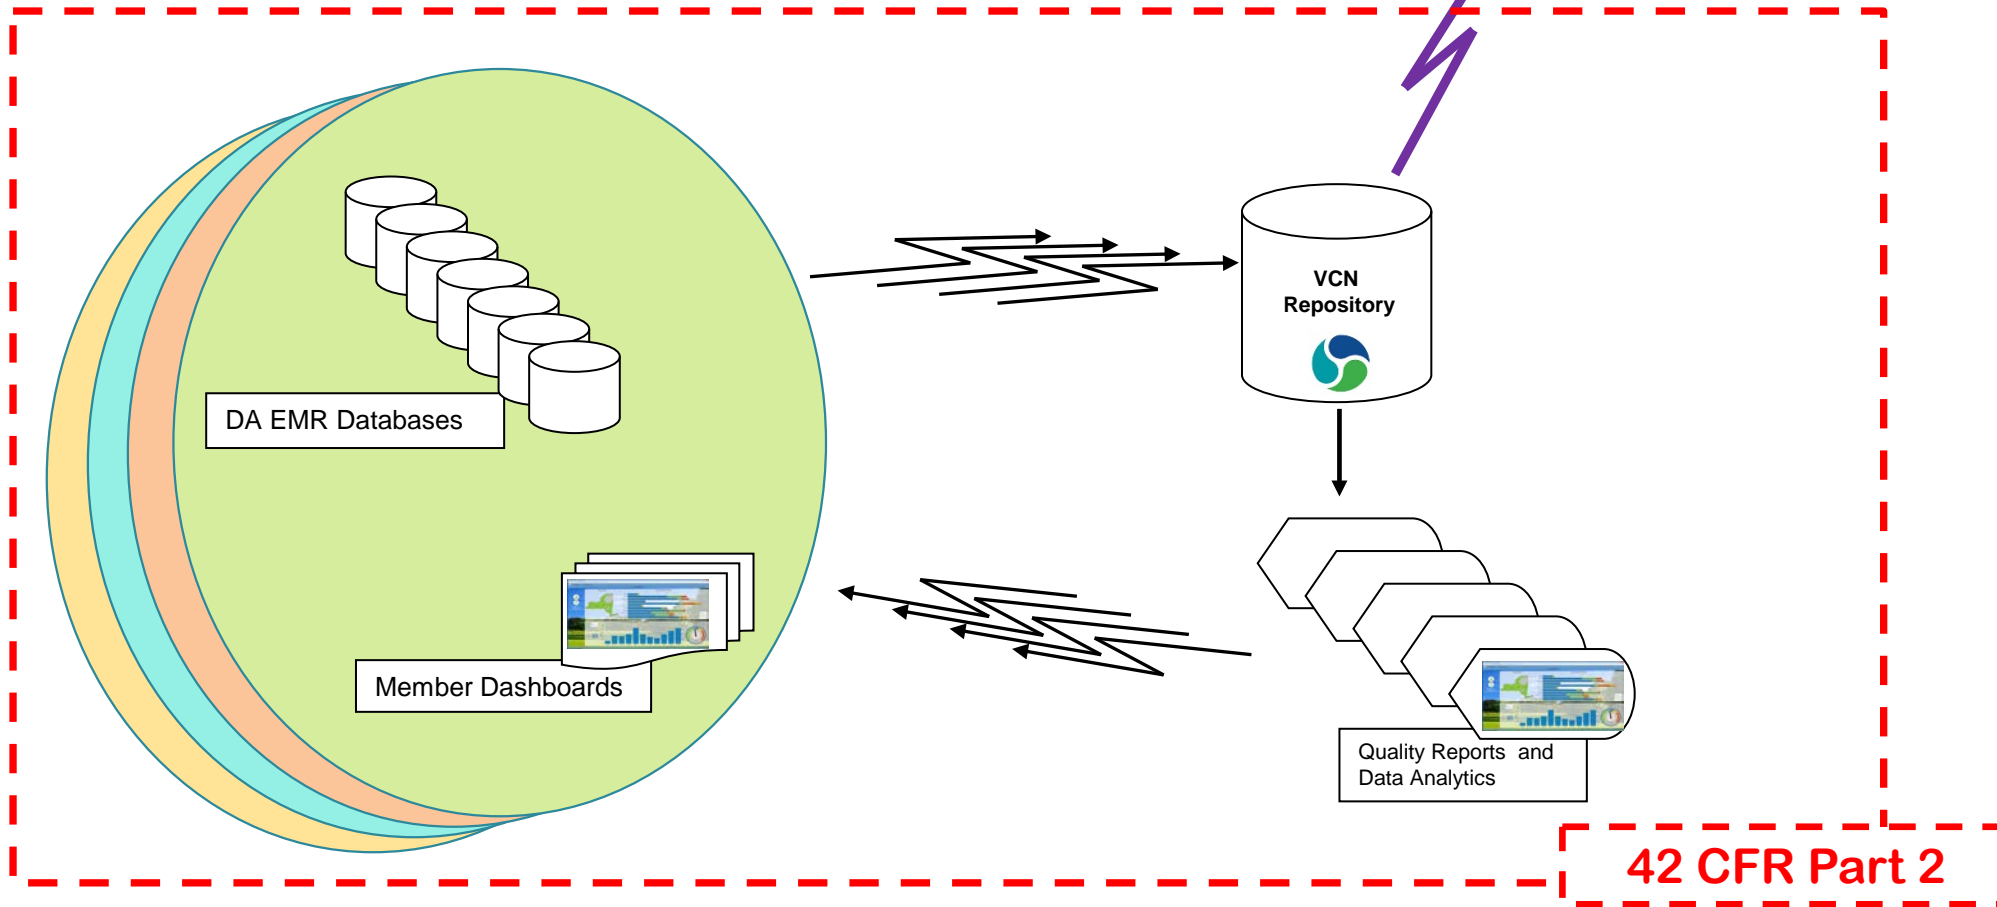 VCN
Repository
DA EMR Databases
Member Dashboards
Quality Reports and
Data Analytics
42 CFR Part 2